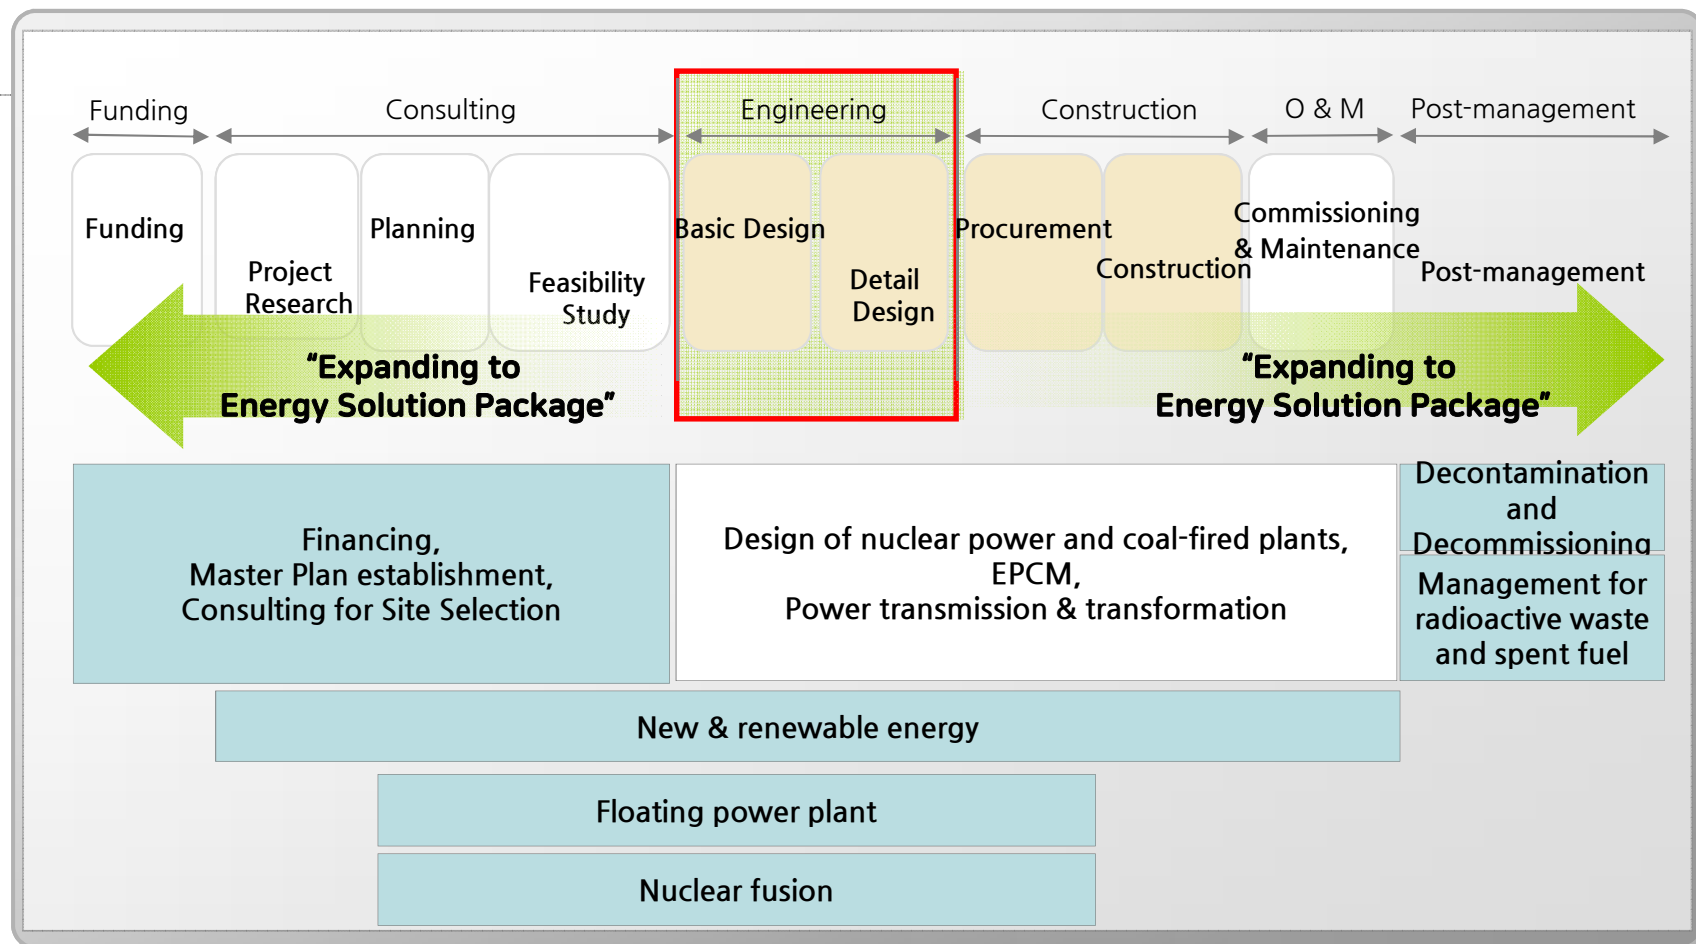 Funding
Consulting
Engineering
Construction
O & M
Post-management
Funding
Project
Research
Planning
Feasibility
Study
Basic Design
Detail
Design
Procurement
Construction
Commissioning
& Maintenance
Post-management
"Expanding to
Energy Solution Package"
"Expanding to
Energy Solution Package"
Financing,
Master Plan establishment,
Consulting for Site Selection
Design of nuclear power and coal-fired plants,
EPCM,
Power transmission & transformation
Decontamination
and
Decommissioning
Management for
radioactive waste
and spent fuel
New & renewable energy
Floating power plant
Nuclear fusion